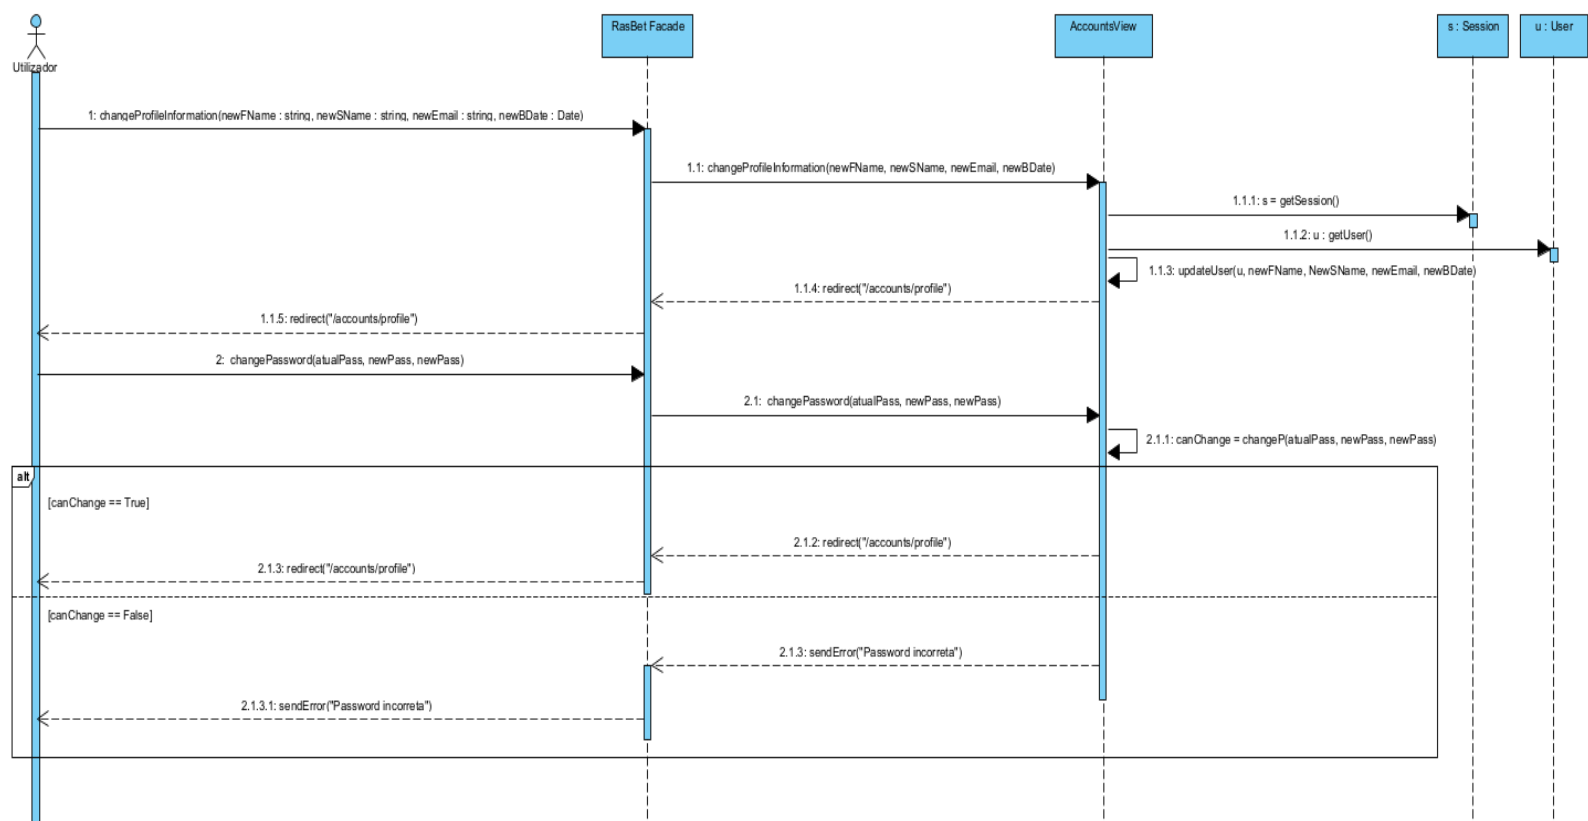 RasBet Facade
AccountsView
s : Session
u : User
Utilizador
1: changeProfileInformation(newFName : string, newSName : string, newEmail : string, newBDate : Date)
1.1: changeProfileInformation(newFName, newSName, newEmail, newBDate)
1.1.1: s = getSession()
1.1.2: u : getUser()
1.1.3: updateUser(u, newFName, NewSName, newEmail, newBDate)
1.1.4: redirect("/accounts/profile")
1.1.5: redirect("/accounts/profile")
2: changePassword(atualPass, newPass, newPass)
2.1: changePassword(atualPass, newPass, newPass)
2.1.1: canChange = changeP(atualPass, newPass, newPass)
alt
[canChange == True]
2.1.2: redirect("/accounts/profile")
2.1.3: redirect("/accounts/profile")
[canChange == False]
2.1.3: sendError("Password incorreta")
2.1.3.1: sendError("Password incorreta")